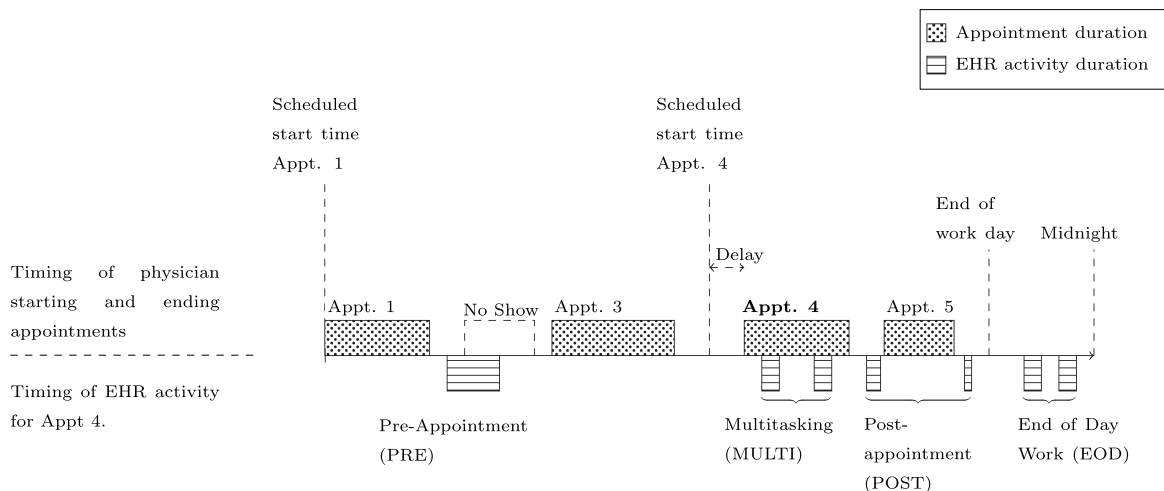 Appointment duration
EHR activity duration
Scheduled
start time
Appt. 1
Scheduled
start time
Appt. 4
End of
work day
Midnight
Delay
Timing of physician
starting and ending
appointments
Appt. 1
No Show
Appt. 3
Appt. 4
Appt. 5
Timing of EHR activity
for Appt 4.
Pre-Appointment
(PRE)
Multitasking
(MULTI)
Post-
appointment
(POST)
End of Day
Work (EOD)